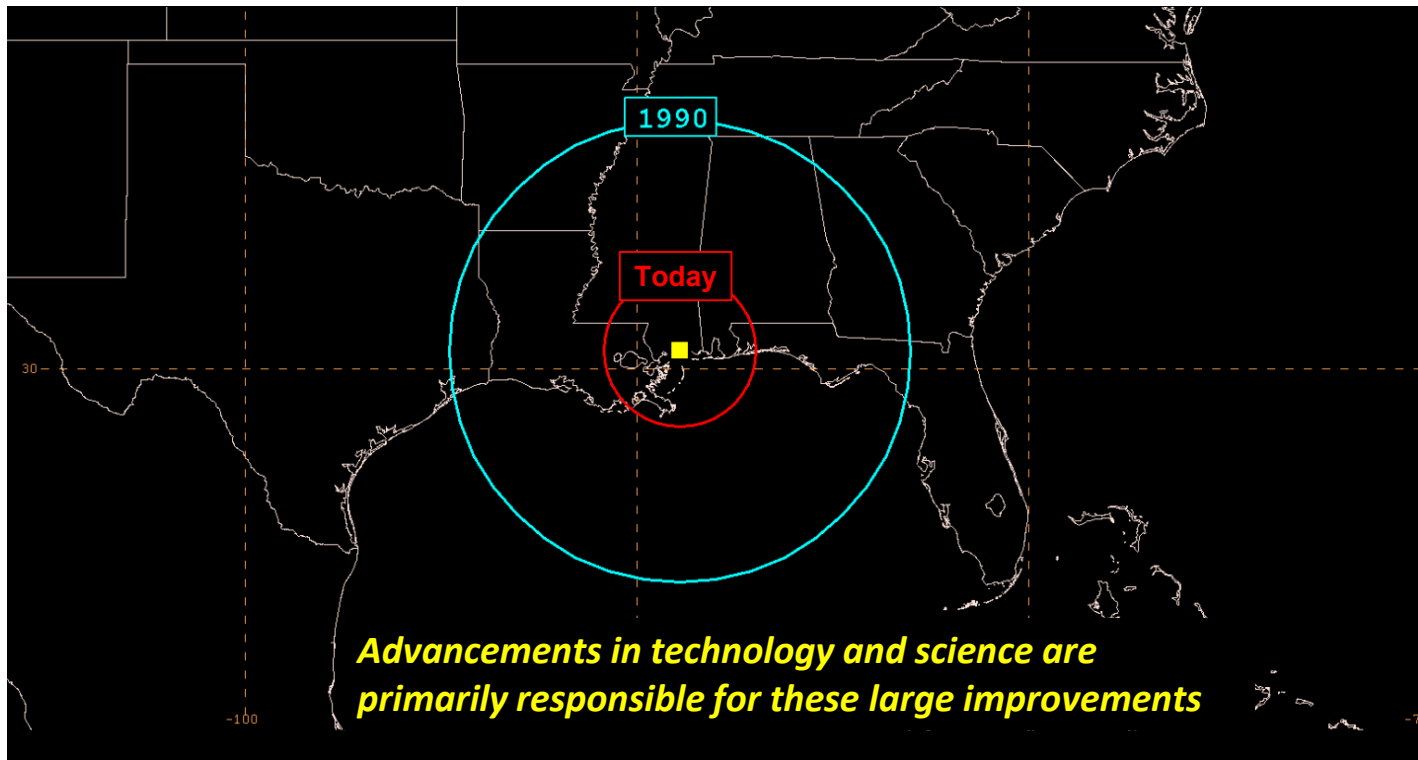 1990
Today
30
Advancements in technology and science are
primarily responsible for these large improvements
-100